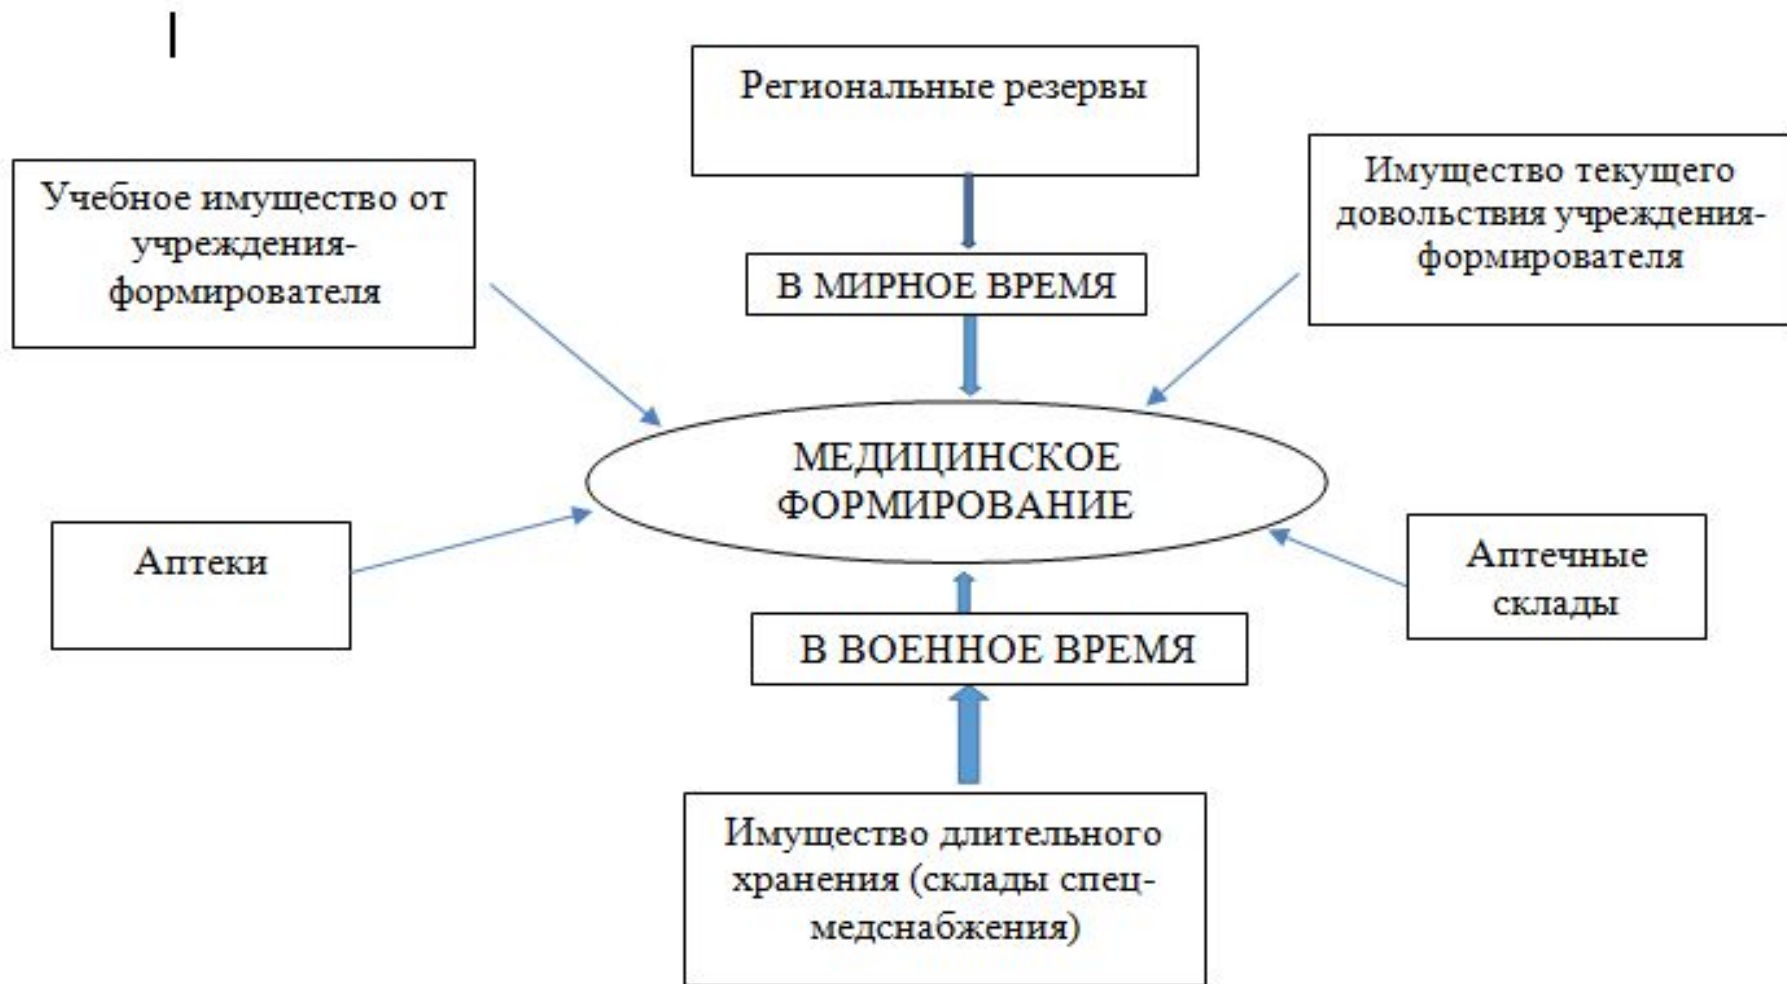 Региональные резервы
Учебное имущество от
учреждения-
формирователя
Имущество текущего
довольствия учреждения-
формирователя
В МИРНОЕ ВРЕМЯ
МЕДИЦИНСКОЕ
ФОРМИРОВАНИЕ
Аптеки
Аптечные
склады
В ВОЕННОЕ ВРЕМЯ
Имущество длительного
хранения (склады спец-
медснабжения)